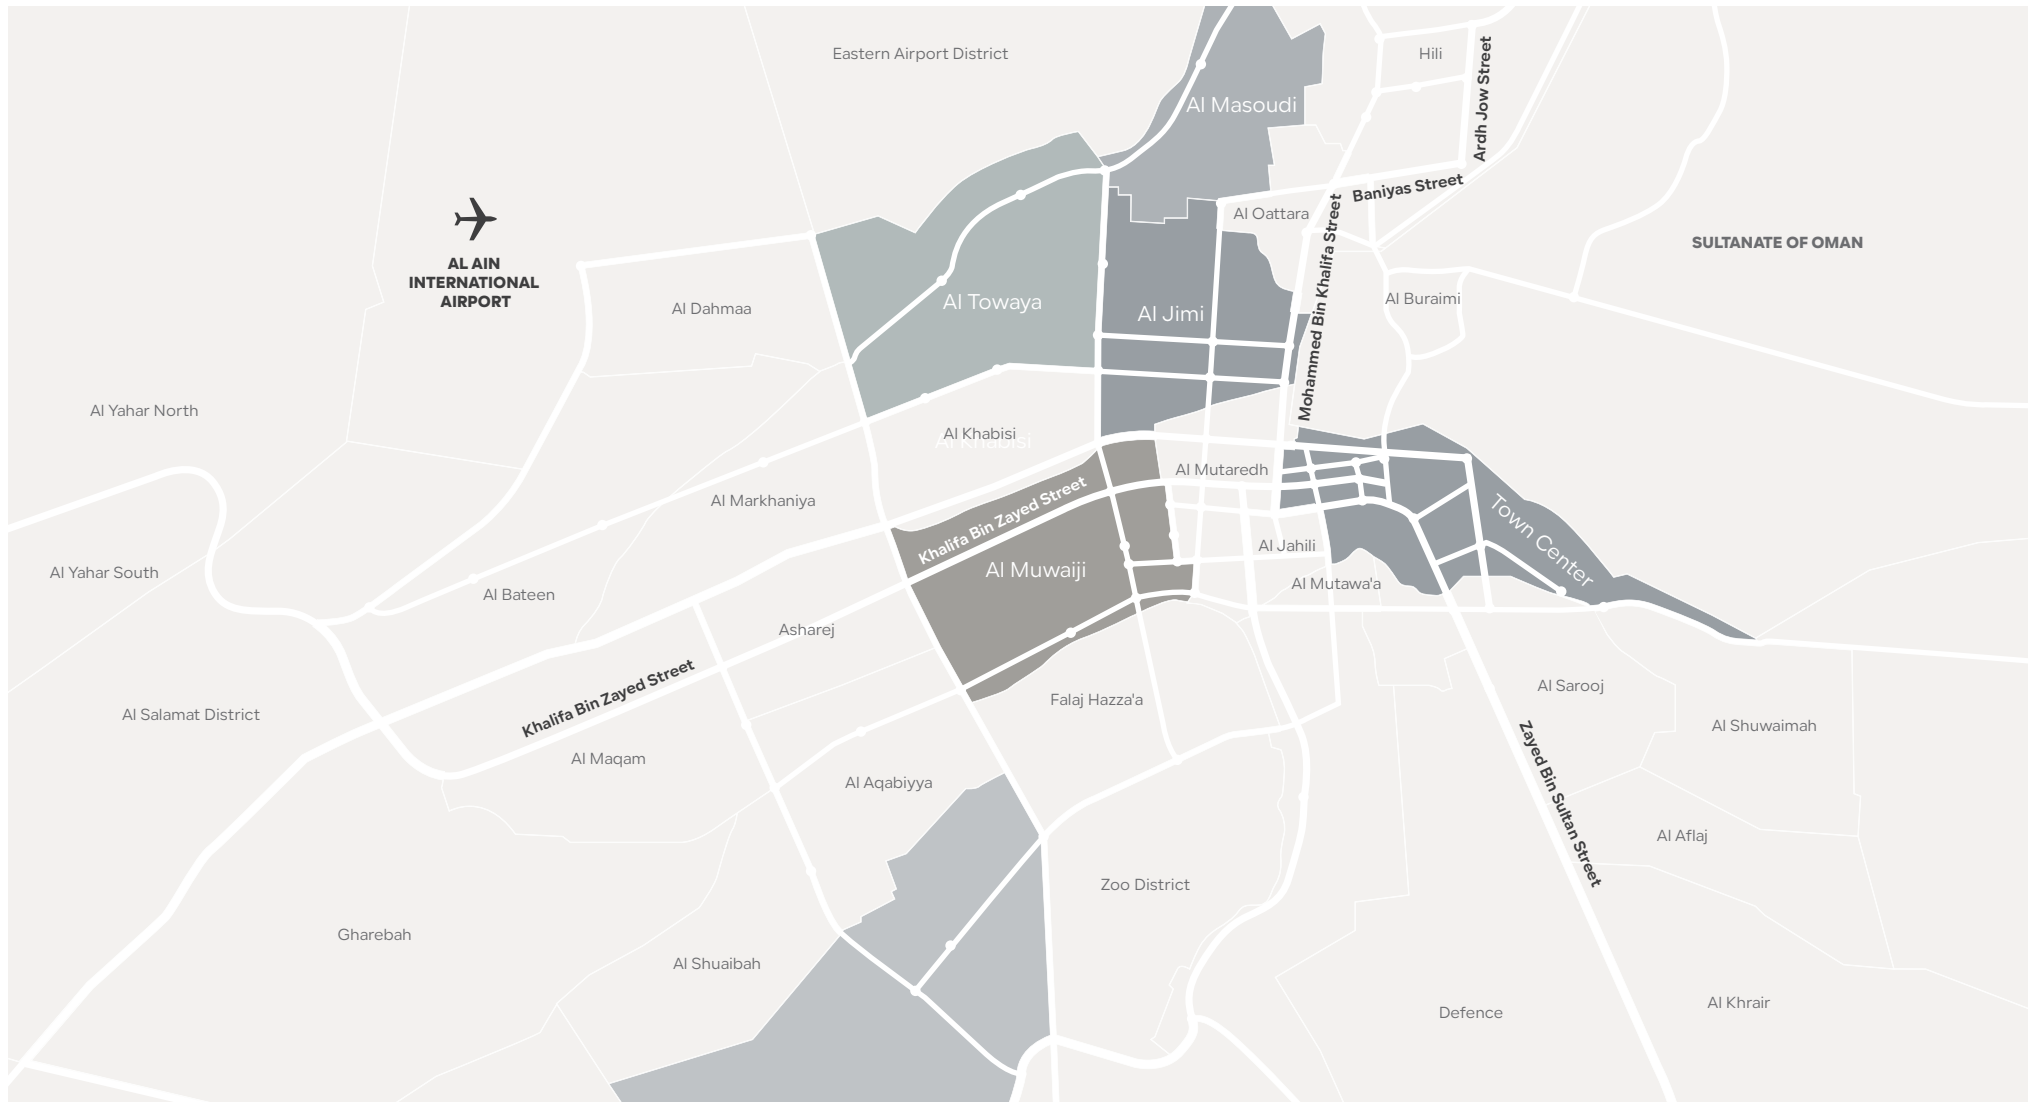 Eastern Airport District
Hili
Ardh Jow Street
Al Masoudi
Baniyas Street
Al Oattara
Mohammed Bin Khalifa Street
SULTANATE OF OMAN
AL AIN
INTERNATIONAL
AIRPORT
Al Dahmaa
Al Towaya
Al Jimi
Al Buraimi
Al Yahar North
Al Khabisi
Al Khabisi
Al Mutaredh
Al Markhaniya
Khalifa Bin Zayed Street
Town Center
Al Jahili
Al Yahar South
Al Bateen
Al Muwaiji
Al Mutawa'a
Asharej
Khalifa Bin Zayed Street
Al Salamat District
Falaj Hazza'a
Al Sarooj
Al Shuwaimah
Al Maqam
Al Aqabiyya
Zayed Bin Sultan Street
Al Aflaj
Zoo District
Gharebah
Al Shuaibah
Defence
Al Khrair